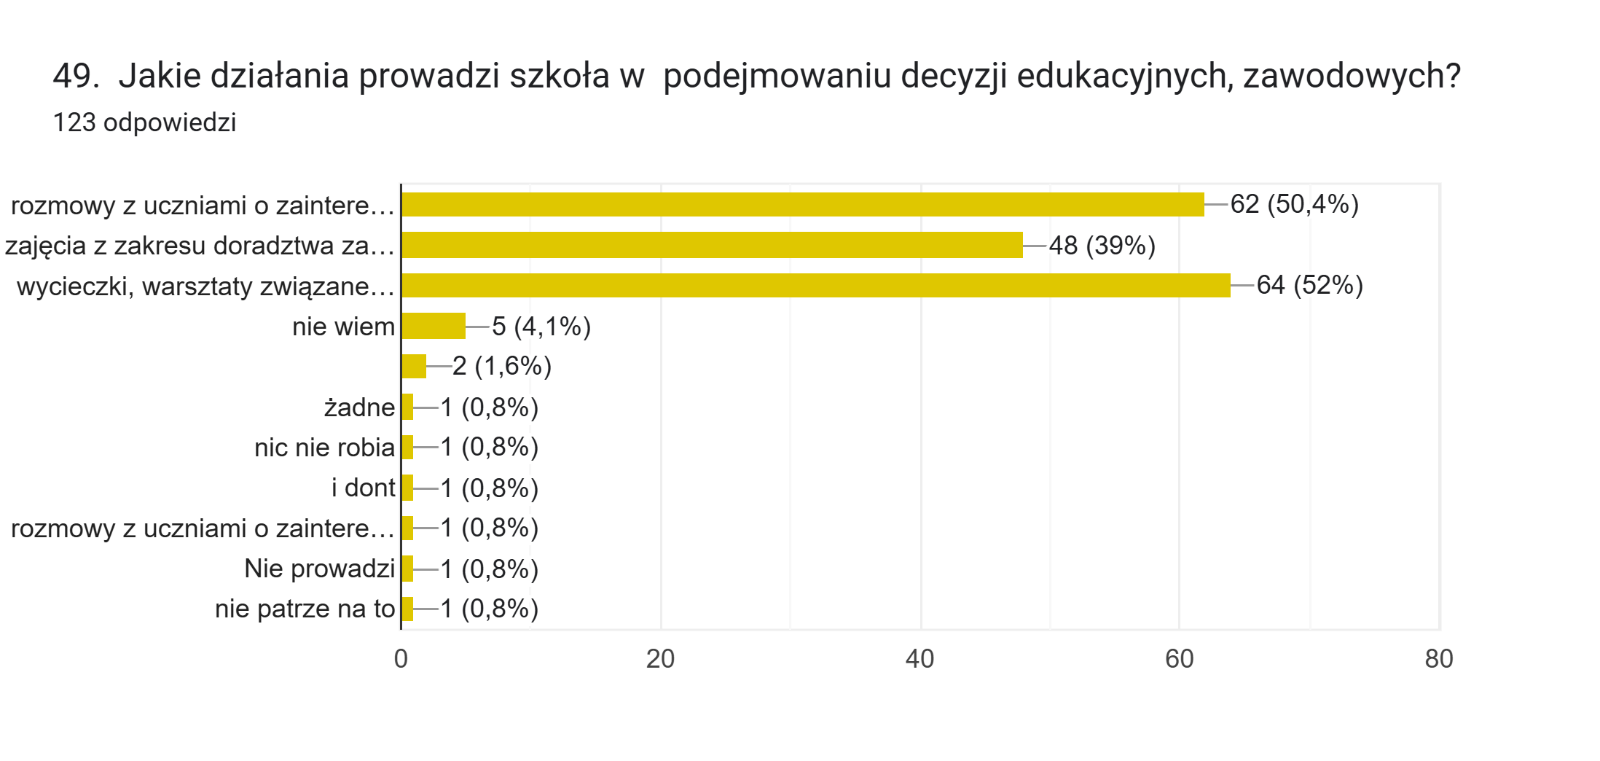 49.  Jakie działania prowadzi szkoła w  podejmowaniu decyzji edukacyjnych, zawodowych?
123 odpowiedzi
rozmowy z uczniami o zaintere… 62 (50,4%)
zajęcia z zakresu doradztwa za… 48 (39%)
wycieczki, warsztaty związane… 64 (52%)
nie wiem 5 (4,1%)
2 (1,6%)
żadne 1 (0,8%)
nic nie robia 1 (0,8%)
i dont 1 (0,8%)
rozmowy z uczniami o zaintere… 1 (0,8%)
Nie prowadzi 1 (0,8%)
nie patrze na to 1 (0,8%)
0 20 40 60 80